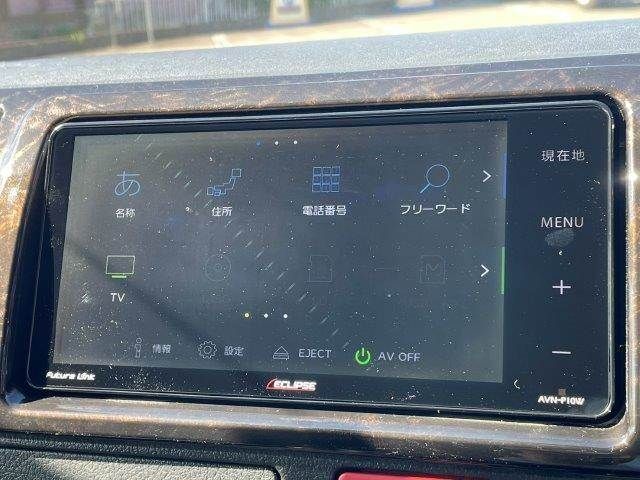 あ
名称
住所
電話番号
フリーワード
現在地
MENU
TV
M
情報
設定
EJECT
AV OFF
Future Link
ECLIPSE
AVN-P10W